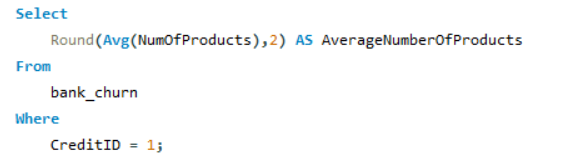 Select
Round(Avg(NumOfProducts),2) AS AverageNumberOfProducts
From
bank_churn
Where
CreditID = 1;